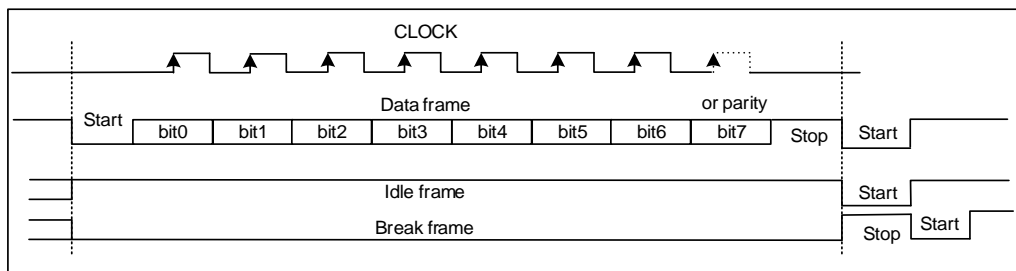 CLOCK
Data frame
or parity
Start
bit0 bit1 bit2 bit3 bit4 bit5 bit6 bit7
Stop
Start
Idle frame
Start
Break frame
Stop
Start